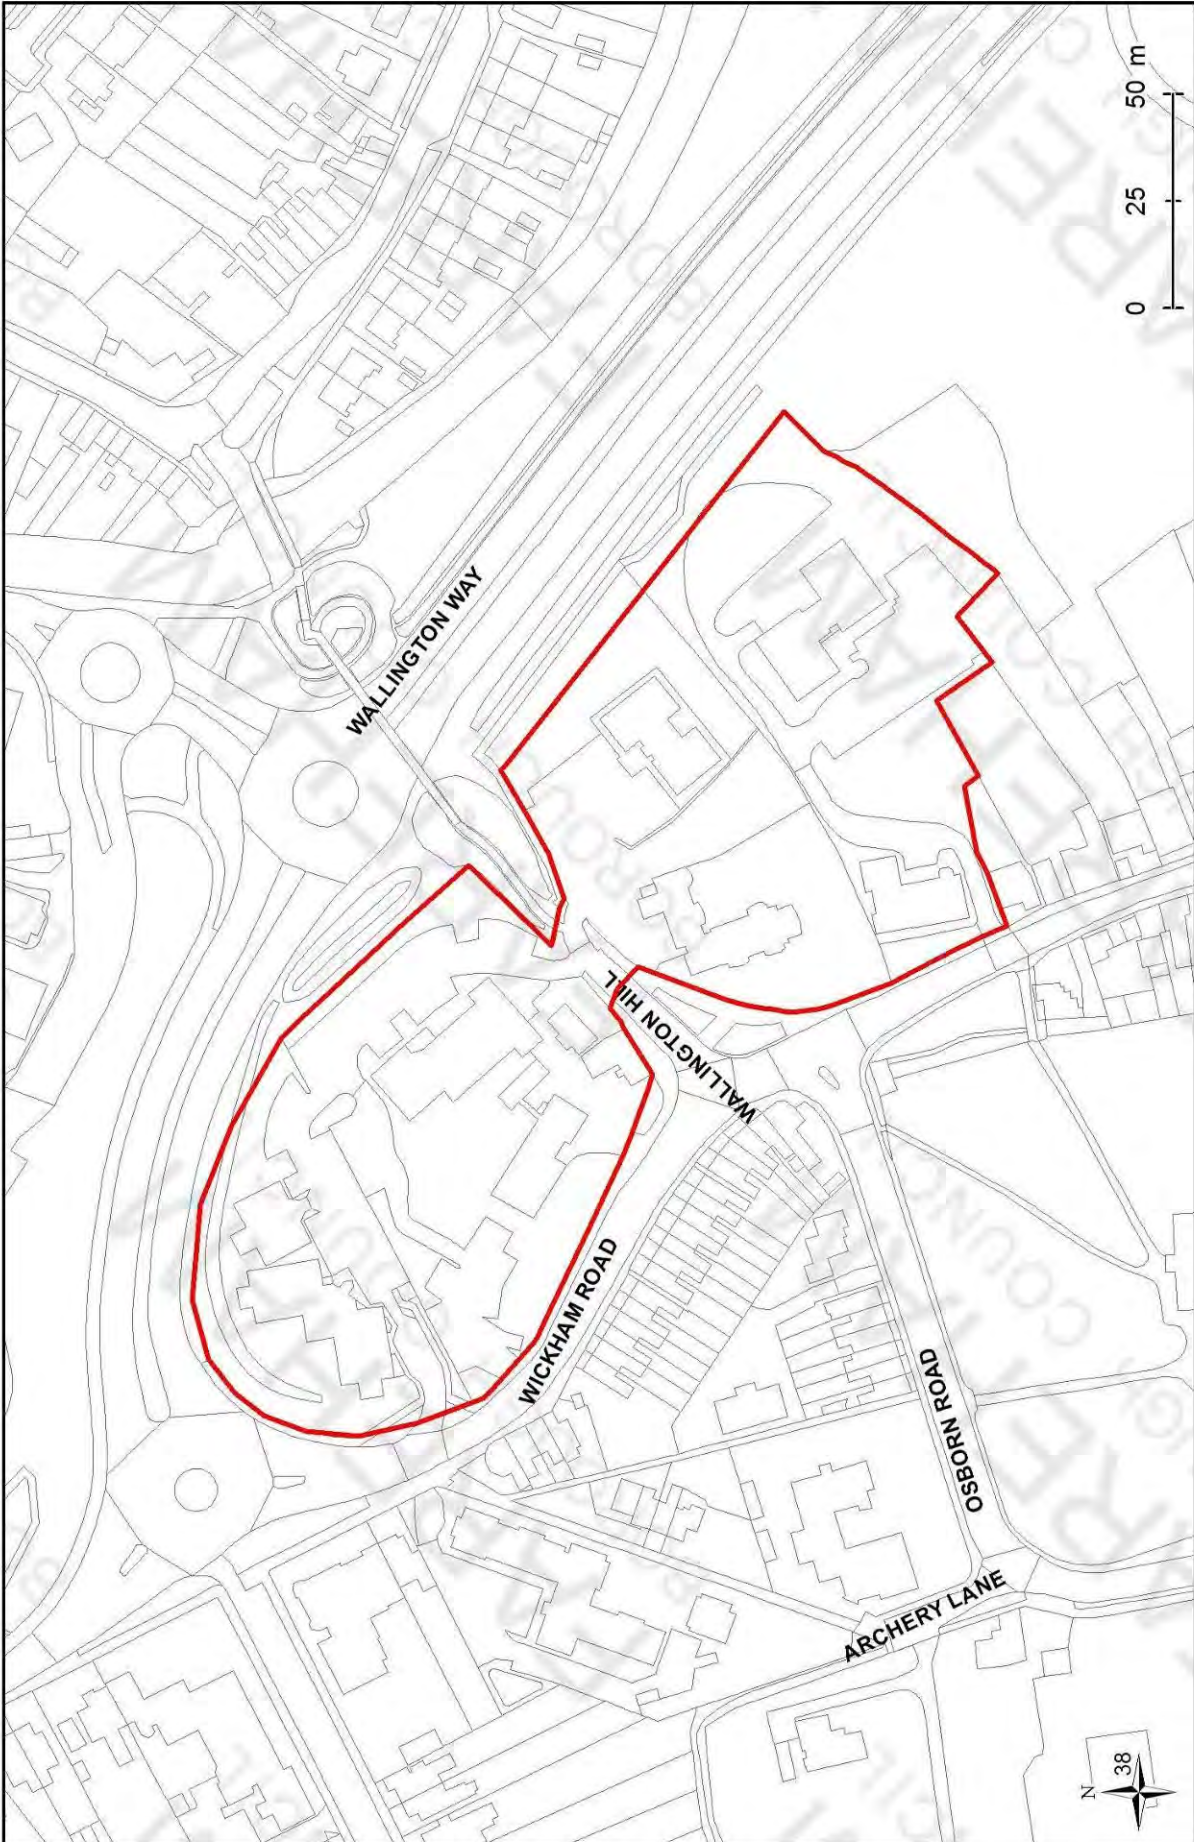 WALLINGTON WAY
WALLINGTON HILL
WICKHAM ROAD
OSBORN ROAD
ARCHERY LANE
0 25 50 m
N
38